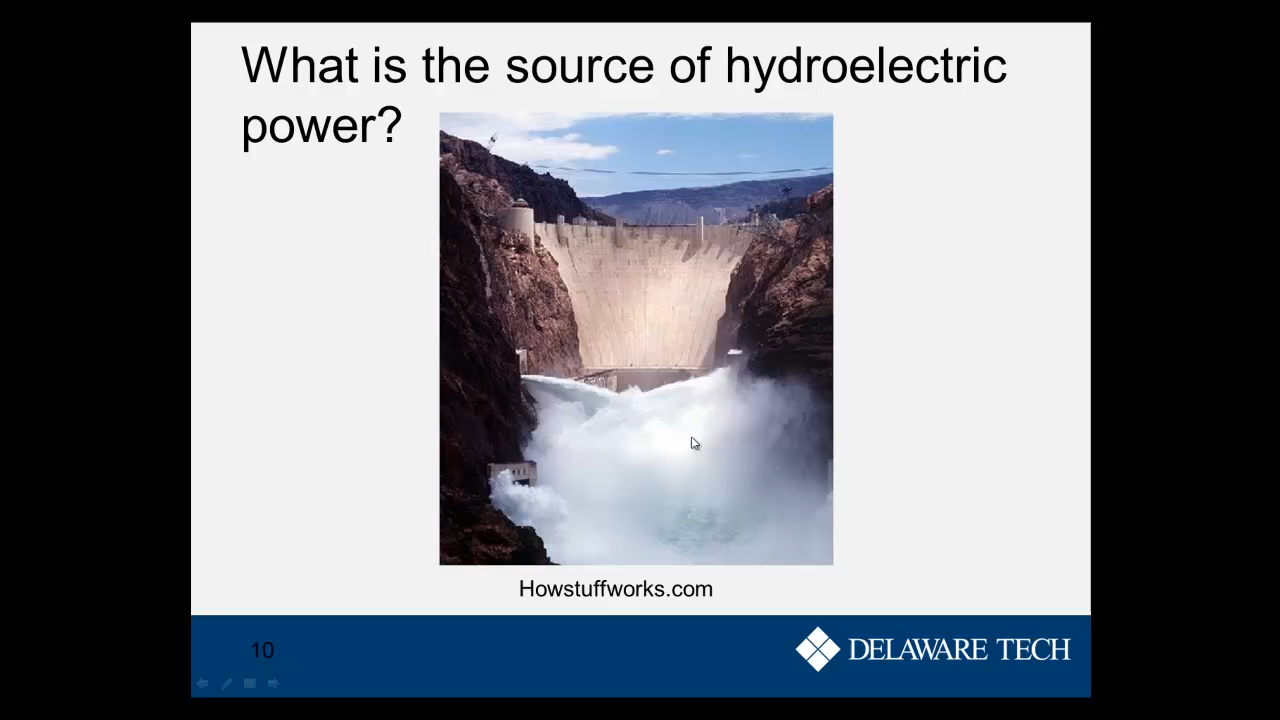 What is the source of hydroelectric
power?
Howstuffworks.com
10
DELAWARE TECH